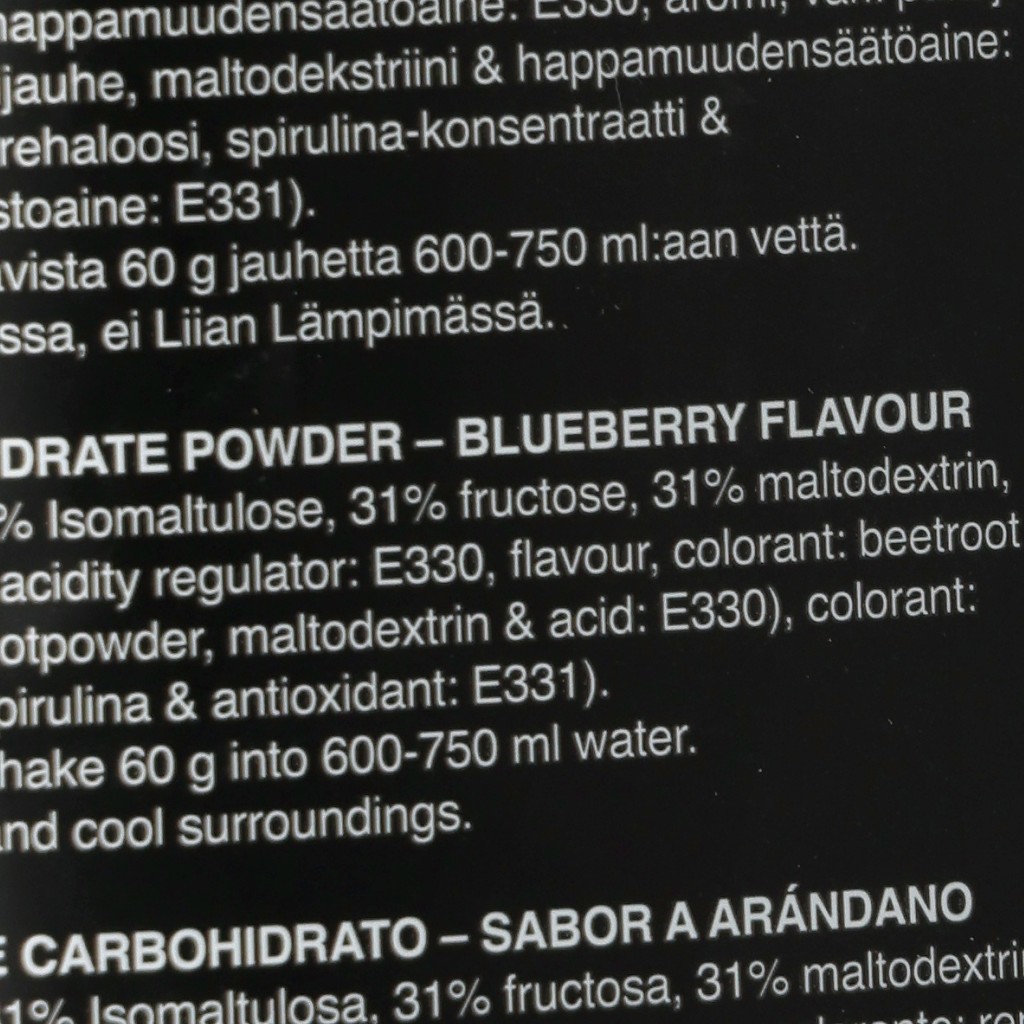 happamuudensäätöaine: E330, aromi,
jauhe, maltodekstriini & happamuudensäätöaine:
rehaloosi, spirulina-konsentraatti &
stoaine: E331).
vista 60 g jauhetta 600-750 ml:aan vettä.
ssa, ei Liian Lämpimässä.
DRATE POWDER – BLUEBERRY FLAVOUR
% Isomaltulose, 31% fructose, 31% maltodextrin,
acidity regulator: E330, flavour, colorant: beetroot
otpowder, maltodextrin & acid: E330), colorant:
pirulina & antioxidant: E331).
hake 60 g into 600-750 ml water.
nd cool surroundings.
E CARBOHIDRATO – SABOR A ARÁNDANO
1% Isomaltulosa, 31% fructosa, 31% maltodextri